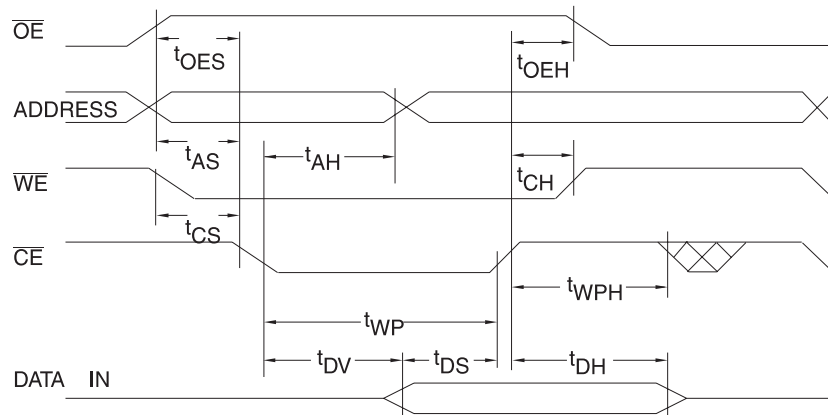 OE
tOES
tOEH
ADDRESS
tAS
tAH
tCH
WE
tCS
CE
tWPH
tWP
tDV
tDS
tDH
DATA IN